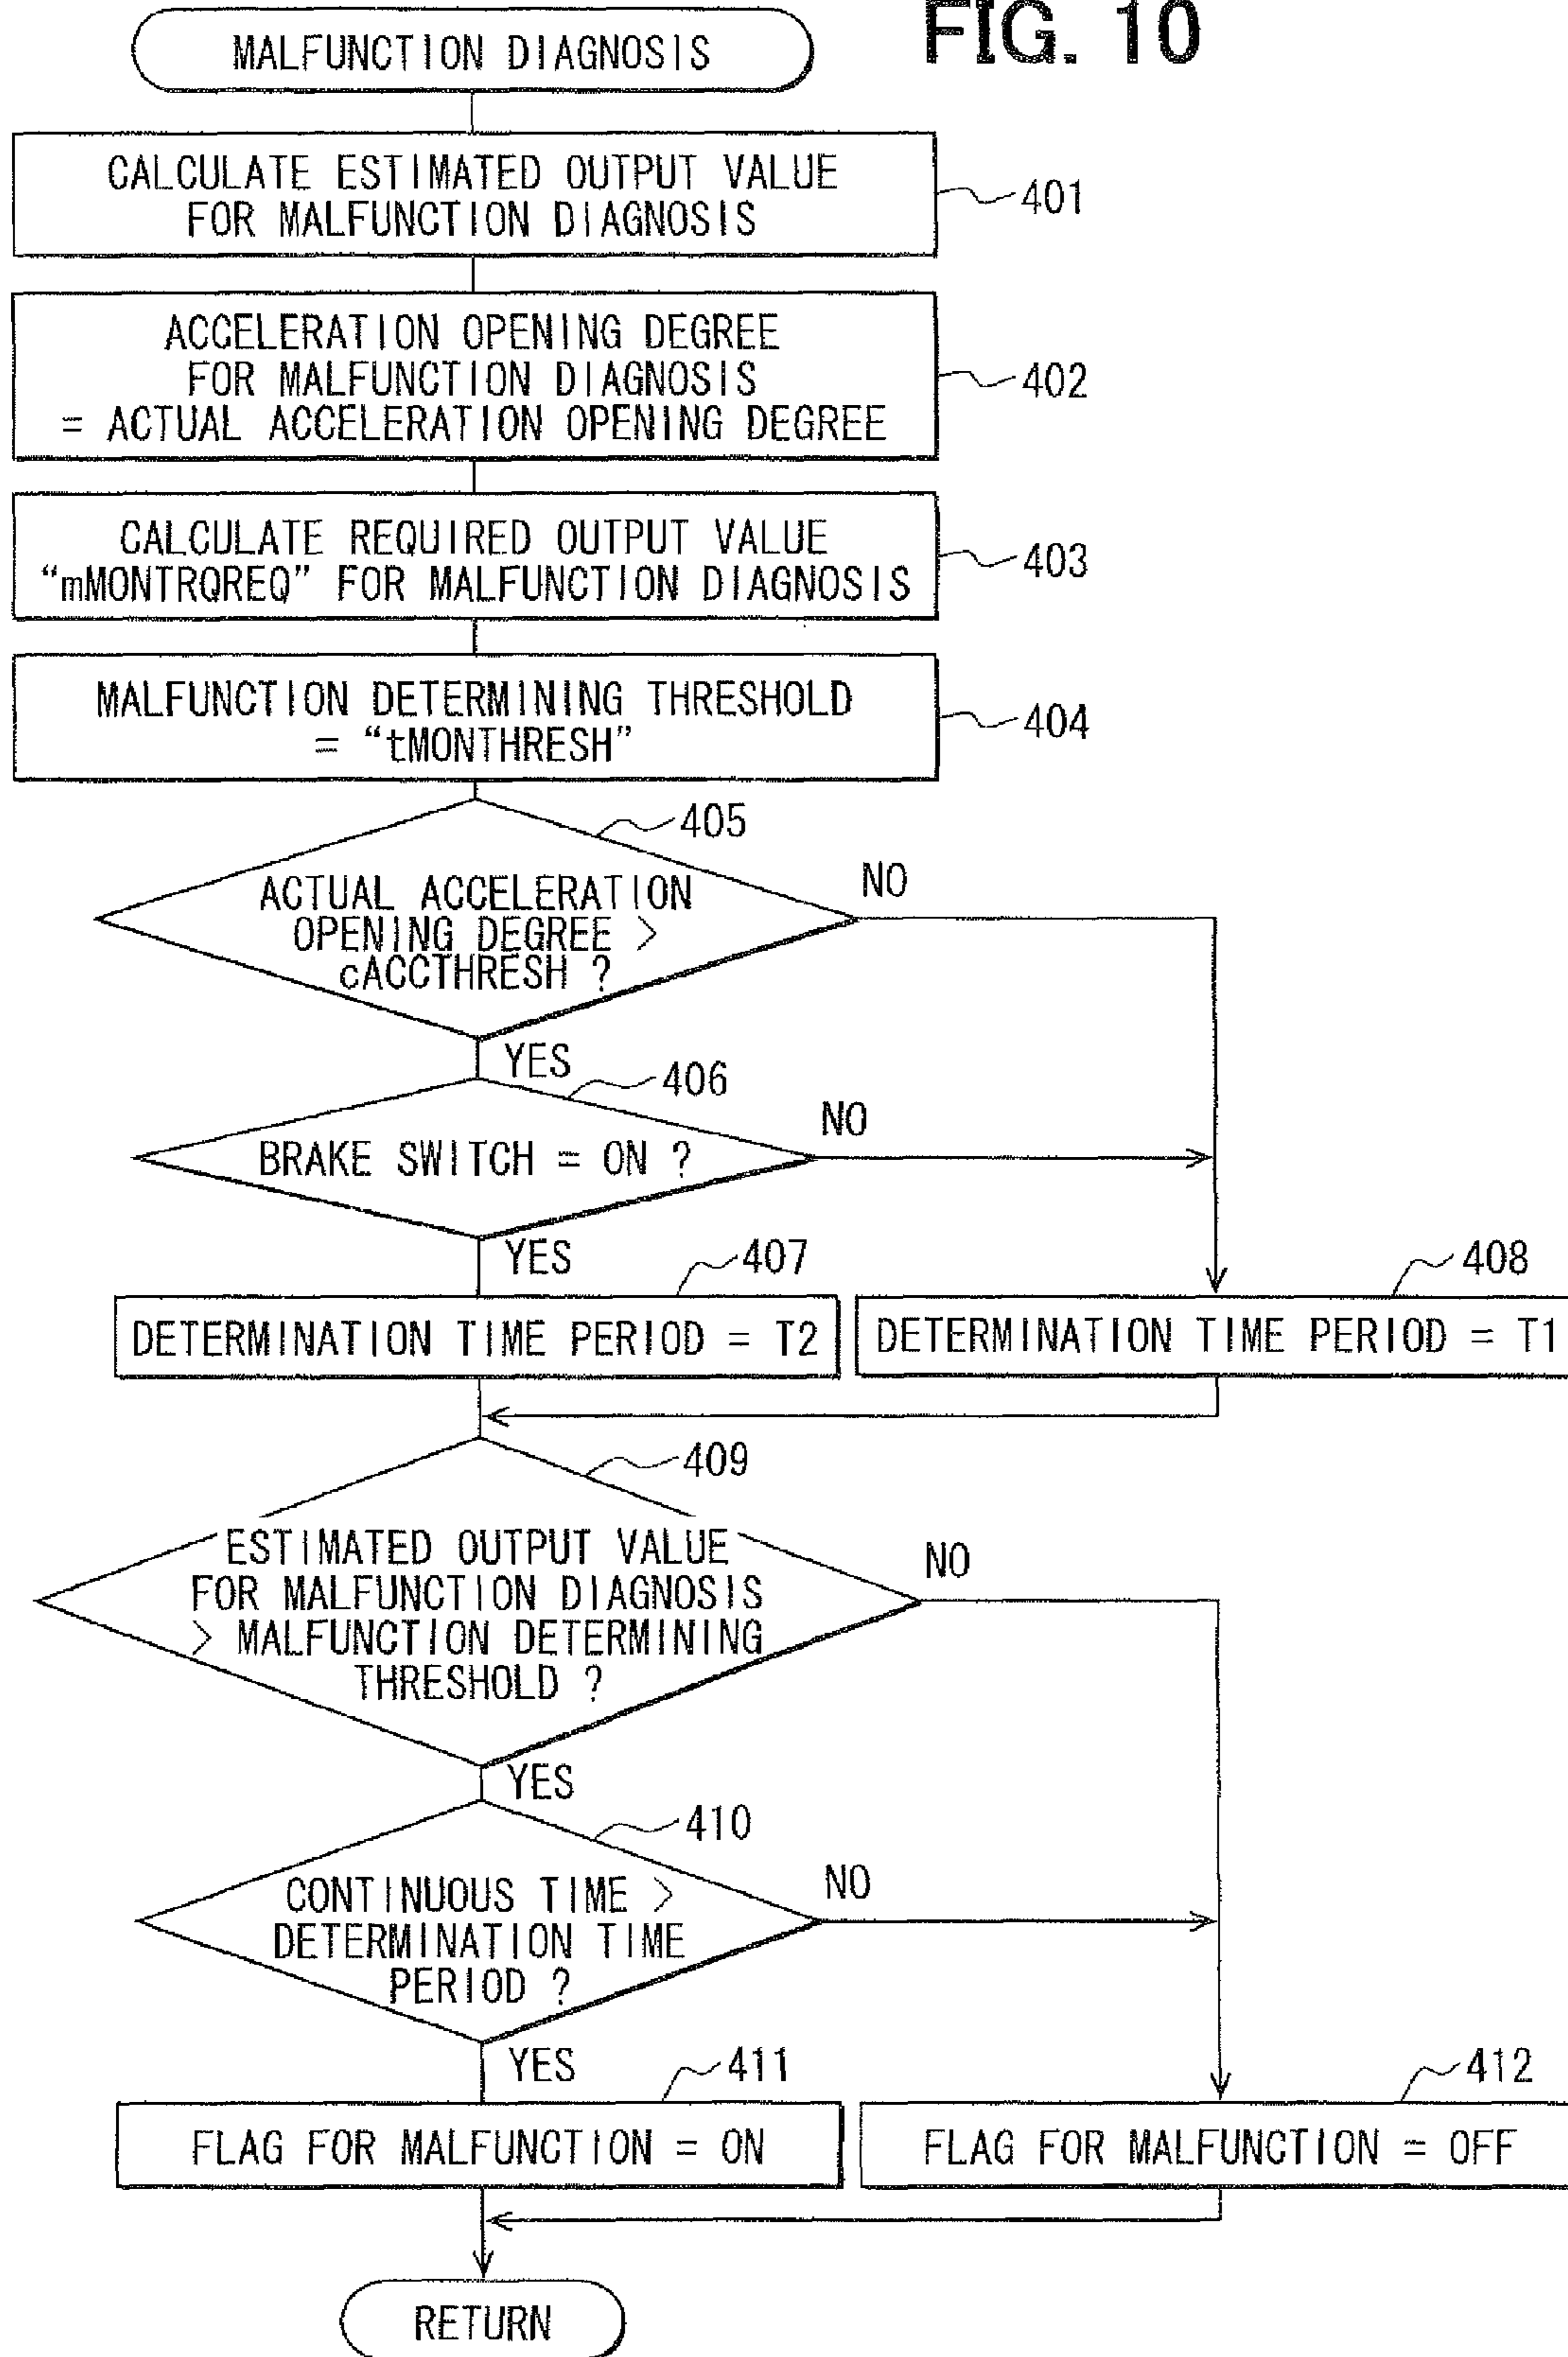 FIG. 10
MALFUNCTION DIAGNOSIS
CALCULATE ESTIMATED OUTPUT VALUE
FOR MALFUNCTION DIAGNOSIS
401
ACCELERATION OPENING DEGREE
FOR MALFUNCTION DIAGNOSIS
= ACTUAL ACCELERATION OPENING DEGREE
402
CALCULATE REQUIRED OUTPUT VALUE
“mMONTRQREQ” FOR MALFUNCTION DIAGNOSIS
403
MALFUNCTION DETERMINING THRESHOLD
= “tMONTHRESH”
404
405
ACTUAL ACCELERATION
OPENING DEGREE >
cACCTHRESH ?
NO
YES
406
BRAKE SWITCH = ON ?
NO
YES
407
DETERMINATION TIME PERIOD = T2
408
DETERMINATION TIME PERIOD = T1
409
ESTIMATED OUTPUT VALUE
FOR MALFUNCTION DIAGNOSIS
> MALFUNCTION DETERMINING
THRESHOLD ?
NO
YES
410
CONTINUOUS TIME >
DETERMINATION TIME
PERIOD ?
NO
YES
411
FLAG FOR MALFUNCTION = ON
412
FLAG FOR MALFUNCTION = OFF
RETURN